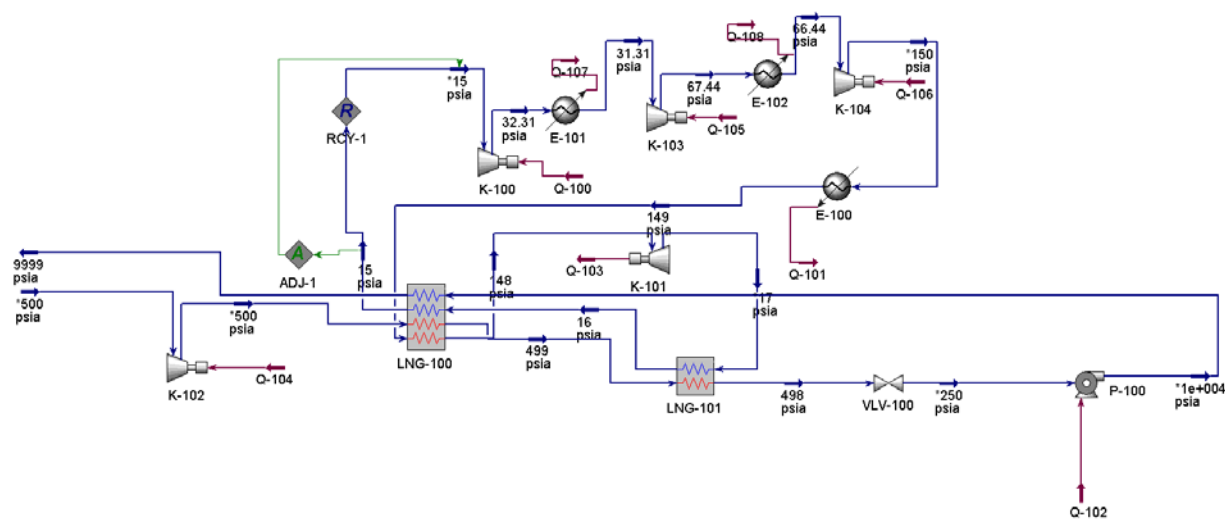 Q-108
66.44
psia
Q-107
31.31
psia
*150
psia
*15
psia
67.44
psia
E-102
K-104
Q-106
R
RCY-1
32.31
psia
E-101
K-103
Q-105
K-100
Q-100
E-100
149
psia
9999
psia
A
ADJ-1
15
psia
148
psia
Q-103
K-101
Q-101
*17
psia
*500
psia
*500
psia
16
psia
LNG-100
499
psia
K-102
Q-104
LNG-101
498
psia
VLV-100
*250
psia
P-100
*1e+004
psia
Q-102